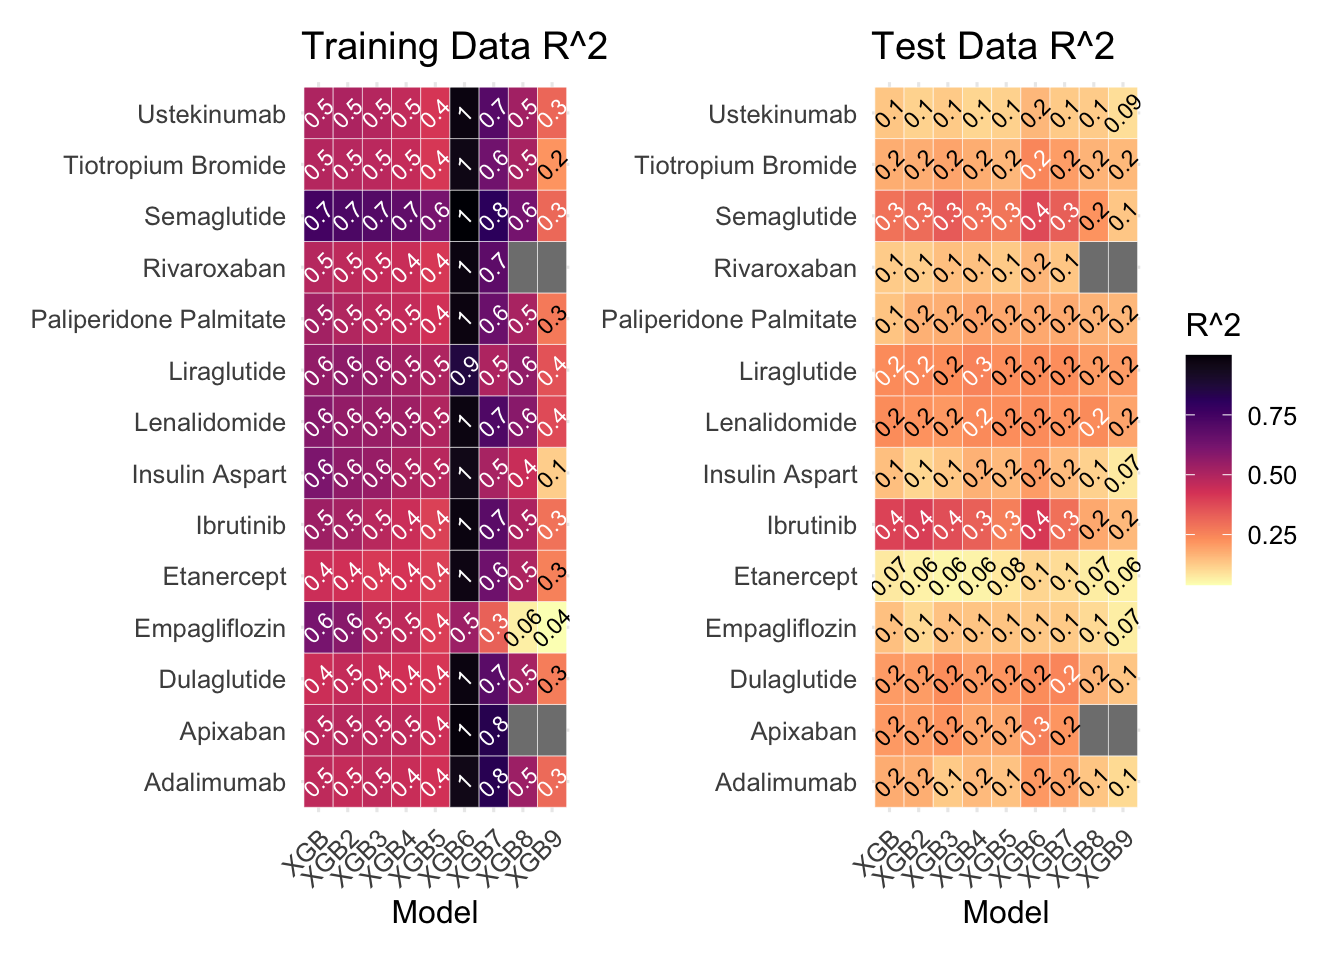 Training Data R^2
Ustekinumab 0.5 0.5 0.5 0.5 0.4 1 0.7 0.5 0.3
Tiotropium Bromide 0.5 0.5 0.5 0.5 0.4 1 0.6 0.5 0.2
Semaglutide 0.7 0.7 0.7 0.7 0.6 1 0.8 0.6 0.3
Rivaroxaban 0.5 0.5 0.5 0.4 0.4 1 0.7
Paliperidone Palmitate 0.5 0.5 0.5 0.5 0.4 1 0.6 0.5 0.3
Liraglutide 0.6 0.6 0.6 0.5 0.5 0.9 0.5 0.6 0.4
Lenalidomide 0.6 0.6 0.5 0.5 0.5 1 0.7 0.6 0.4
Insulin Aspart 0.6 0.6 0.6 0.5 0.5 1 0.5 0.4 0.1
Ibrutinib 0.5 0.5 0.5 0.4 0.4 1 0.7 0.5 0.3
Etanercept 0.4 0.4 0.4 0.4 0.4 1 0.6 0.5 0.3
Empagliflozin 0.6 0.6 0.5 0.5 0.4 0.5 0.3 0.06 0.04
Dulaglutide 0.4 0.5 0.4 0.4 0.4 1 0.7 0.5 0.3
Apixaban 0.5 0.5 0.5 0.5 0.4 1 0.8
Adalimumab 0.5 0.5 0.5 0.4 0.4 1 0.8 0.5 0.3
XGB XGB2 XGB3 XGB4 XGB5 XGB6 XGB7 XGB8 XGB9
Model
Test Data R^2
Ustekinumab 0.1 0.1 0.1 0.1 0.1 0.2 0.1 0.1 0.09
Tiotropium Bromide 0.2 0.2 0.2 0.2 0.2 0.2 0.2 0.2 0.2
Semaglutide 0.3 0.3 0.3 0.3 0.3 0.4 0.3 0.2 0.1
Rivaroxaban 0.1 0.1 0.1 0.1 0.1 0.2 0.1
Paliperidone Palmitate 0.1 0.2 0.2 0.2 0.2 0.2 0.2 0.2 0.2
Liraglutide 0.2 0.2 0.2 0.3 0.2 0.2 0.2 0.2 0.2
Lenalidomide 0.2 0.2 0.2 0.2 0.2 0.2 0.2 0.2 0.2
Insulin Aspart 0.1 0.1 0.1 0.2 0.2 0.2 0.2 0.1 0.07
Ibrutinib 0.4 0.4 0.4 0.3 0.3 0.4 0.3 0.2 0.2
Etanercept 0.07 0.06 0.06 0.06 0.08 0.1 0.1 0.07 0.06
Empagliflozin 0.1 0.1 0.1 0.1 0.1 0.1 0.1 0.1 0.07
Dulaglutide 0.2 0.2 0.2 0.2 0.2 0.2 0.2 0.2 0.1
Apixaban 0.2 0.2 0.2 0.2 0.2 0.3 0.2
Adalimumab 0.2 0.2 0.1 0.2 0.1 0.2 0.2 0.1 0.1
XGB XGB2 XGB3 XGB4 XGB5 XGB6 XGB7 XGB8 XGB9
Model
R^2
0.75
0.50
0.25